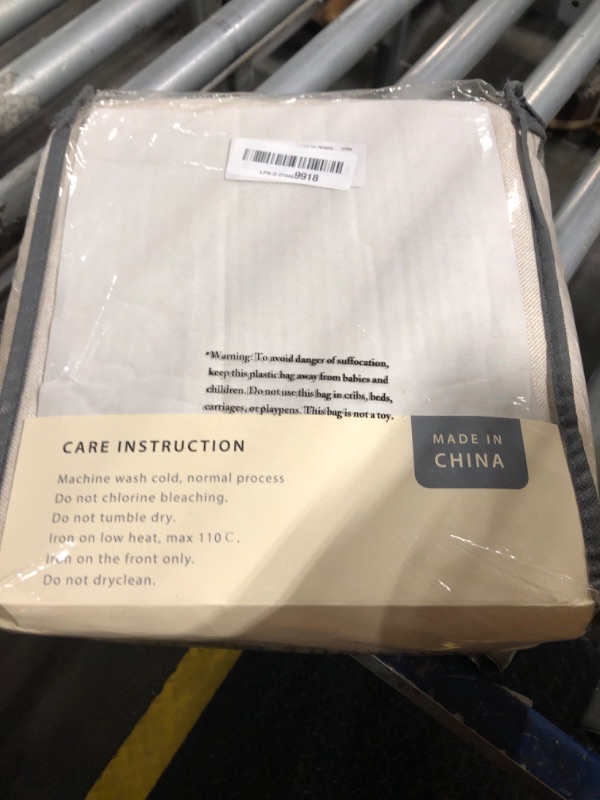 9918
*Warning: To avoid danger of suffocation,
keep this plastic bag away from babies and
children. Do not use this bag in cribs, beds,
carriages, or playpens. This bag is not a toy.
CARE INSTRUCTION
MADE IN
CHINA
Machine wash cold, normal process
Do not chlorine bleaching.
Do not tumble dry.
Iron on low heat, max 110℃.
Iron on the front only.
Do not dryclean.